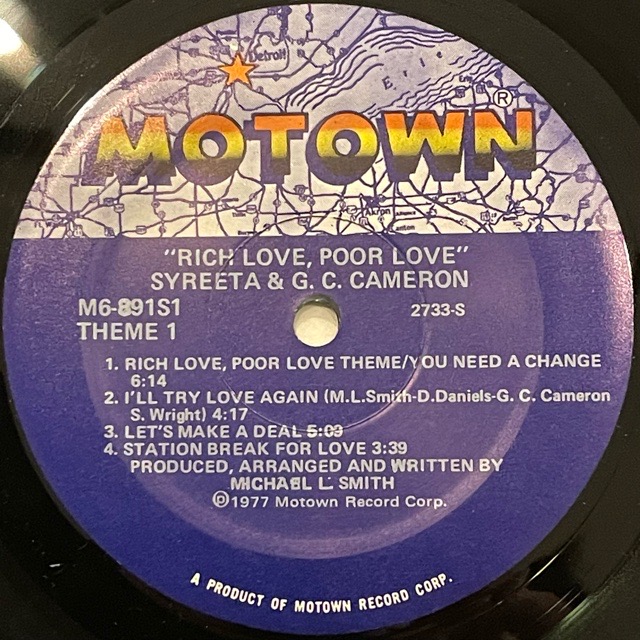 Detroit
Erie
MOTOWN®
Akron
Canton
"RICH LOVE, POOR LOVE"
SYREETA & G. C. CAMERON
M6-891S1
2733-S
THEME 1
1. RICH LOVE, POOR LOVE THEME/YOU NEED A CHANGE
6:14
2. I'LL TRY LOVE AGAIN (M.L.Smith-D.Daniels-G. C. Cameron
S. Wright) 4:17
3. LET'S MAKE A DEAL 5:09
4. STATION BREAK FOR LOVE 3:39
PRODUCED, ARRANGED AND WRITTEN BY
MICHAEL L. SMITH
℗1977 Motown Record Corp.
A PRODUCT OF MOTOWN RECORD CORP.